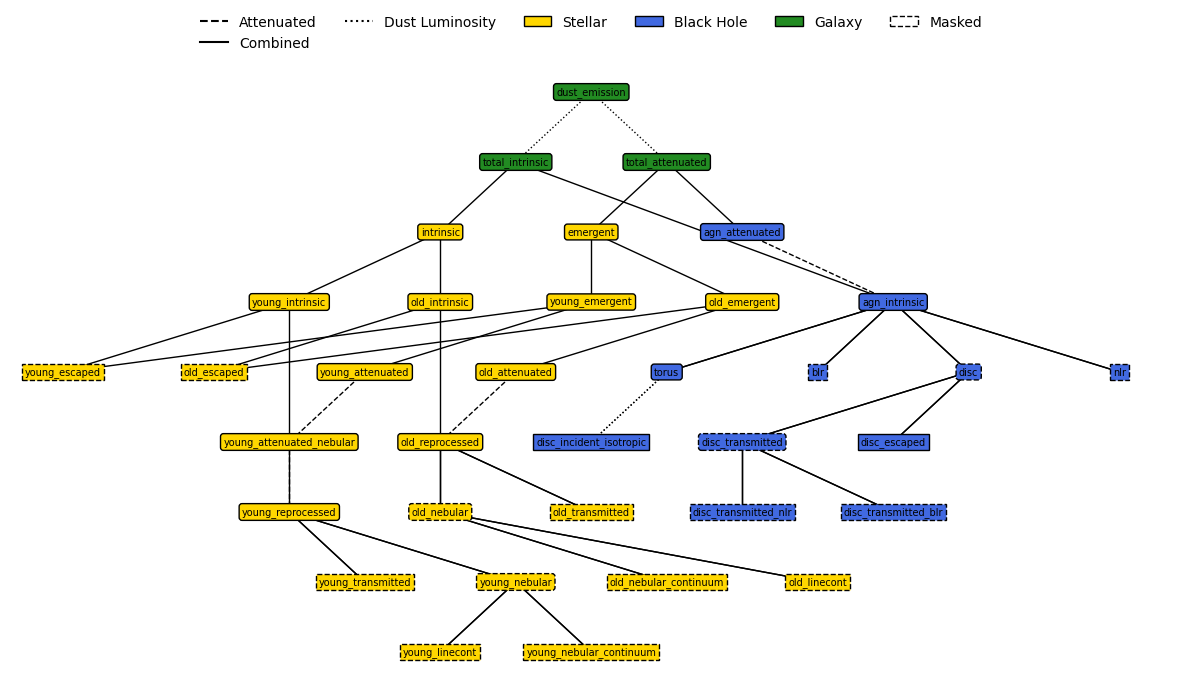 Attenuated
Dust Luminosity
Stellar
Black Hole
Galaxy
Masked
Combined
dust_emission
total_intrinsic
total_attenuated
intrinsic
emergent
agn_attenuated
young_intrinsic
old_intrinsic
young_emergent
old_emergent
agn_intrinsic
young_escaped
old_escaped
young_attenuated
old_attenuated
torus
blr
disc
nlr
young_attenuated_nebular
old_reprocessed
disc_incident_isotropic
disc_transmitted
disc_escaped
young_reprocessed
old_nebular
old_transmitted
disc_transmitted_nlr
disc_transmitted_blr
young_transmitted
young_nebular
old_nebular_continuum
old_linecont
young_linecont
young_nebular_continuum